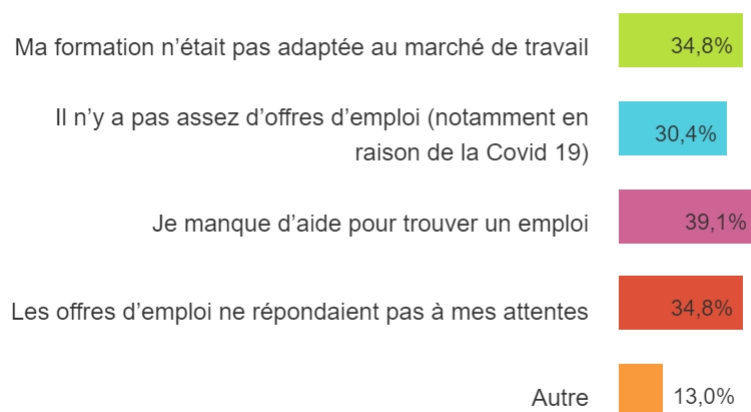 Ma formation n'était pas adaptée au marché de travail
34,8%
Il n'y a pas assez d'offres d'emploi (notamment en
raison de la Covid 19)
30,4%
Je manque d'aide pour trouver un emploi
39,1%
Les offres d'emploi ne répondaient pas à mes attentes
34,8%
Autre
13,0%